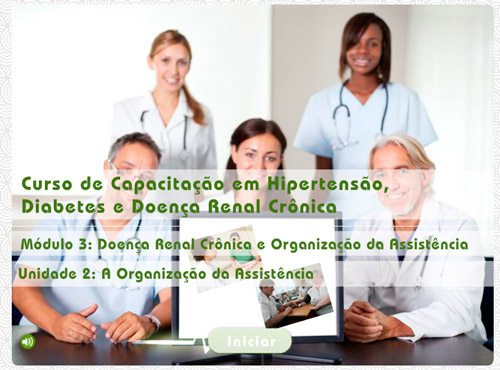 Curso de Capacitação em Hipertensão,
Diabetes e Doença Renal Crônica
Módulo 3: Doença Renal Crônica e Organização da Assistência
Unidade 2: A Organização da Assistência
Iniciar